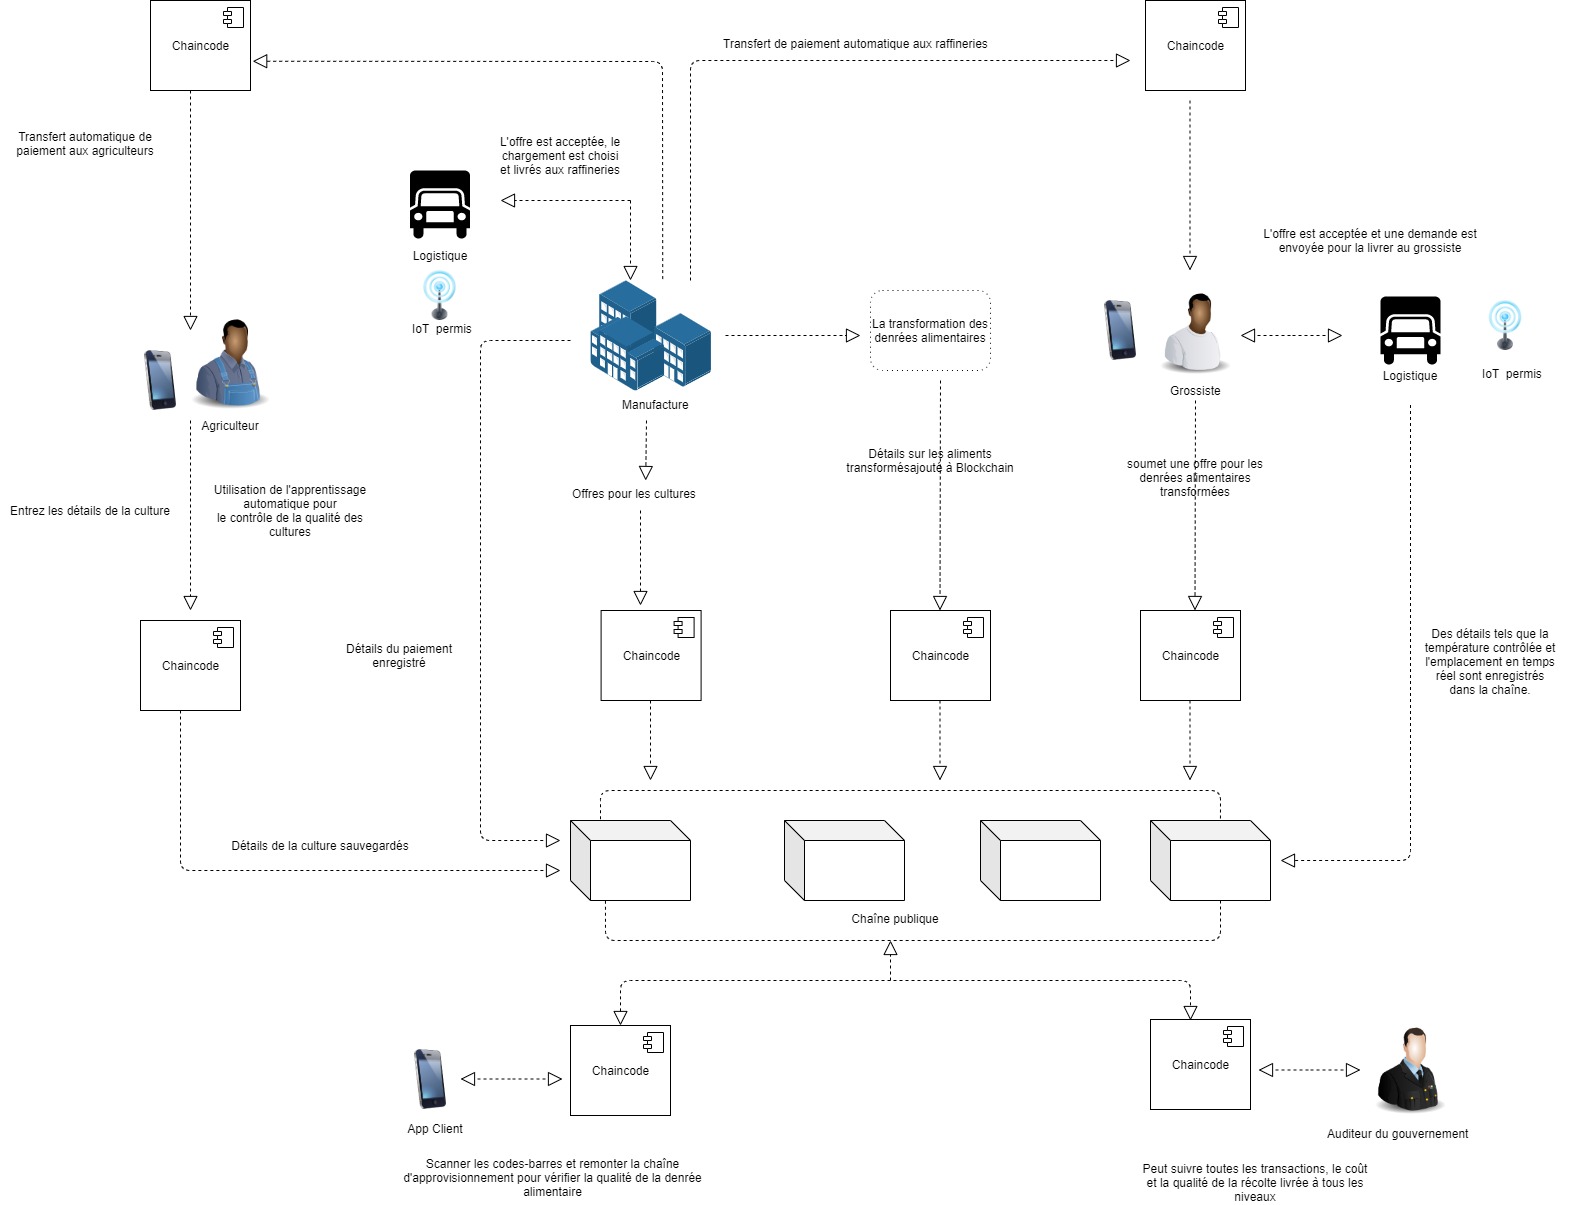 Chaincode
Transfert de paiement automatique aux raffineries
Chaincode
Transfert automatique de
paiement aux agriculteurs
L'offre est acceptée, le
chargement est choisi
et livrés aux raffineries
Logistique
IoT permis
L'offre est acceptée et une demande est
envoyée pour la livrer au grossiste
La transformation des
denrées alimentaires
Manufacture
Grossiste
Logistique
IoT permis
Agriculteur
Entrez les détails de la culture
Utilisation de l'apprentissage
automatique pour
le contrôle de la qualité des
cultures
Offres pour les cultures
Détails sur les aliments
transformésajouté à Blockchain
soumet une offre pour les
denrées alimentaires
transformées
Chaincode
Détails du paiement
enregistré
Chaincode
Chaincode
Chaincode
Des détails tels que la
température contrôlée et
l'emplacement en temps
réel sont enregistrés
dans la chaîne.
Détails de la culture sauvegardés
Chaîne publique
Chaincode
Chaincode
App Client
Auditeur du gouvernement
Scanner les codes-barres et remonter la chaîne
d'approvisionnement pour vérifier la qualité de la denrée
alimentaire
Peut suivre toutes les transactions, le coût
et la qualité de la récolte livrée à tous les
niveaux